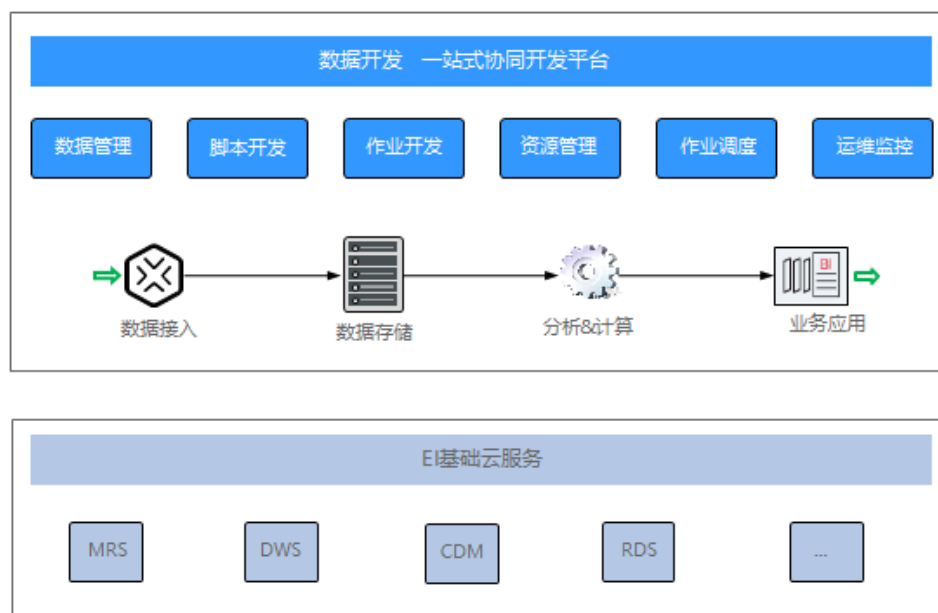 数据开发 一站式协同开发平台
数据管理 脚本开发 作业开发 资源管理 作业调度 运维监控
BI
数据接入 数据存储 分析&计算 业务应用
EI基础云服务
MRS DWS CDM RDS ...